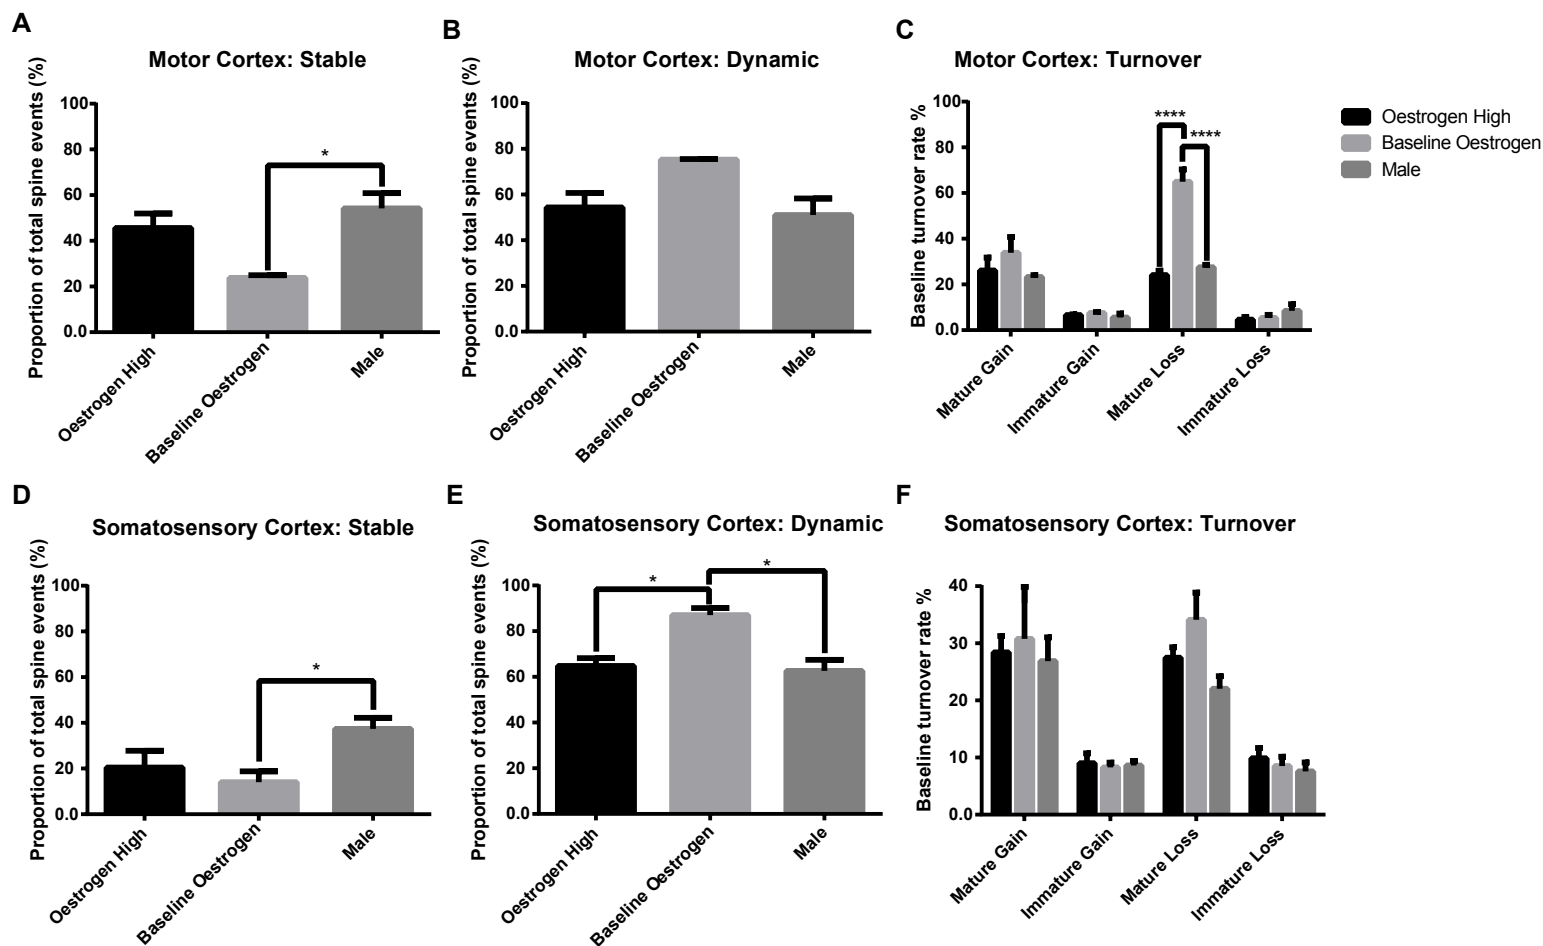 A
Motor Cortex: Stable
Proportion of total spine events (%)
100
80
60
40
20
0.0
*
Oestrogen High
Baseline Oestrogen
Male
B
Motor Cortex: Dynamic
Proportion of total spine events (%)
100
80
60
40
20
0.0
Oestrogen High
Baseline Oestrogen
Male
C
Motor Cortex: Turnover
Baseline turnover rate %
100
80
60
40
20
0.0
****
****
Mature Gain
Immature Gain
Mature Loss
Immature Loss
Oestrogen High
Baseline Oestrogen
Male
D
Somatosensory Cortex: Stable
Proportion of total spine events (%)
100
80
60
40
20
0.0
*
Oestrogen High
Baseline Oestrogen
Male
E
Somatosensory Cortex: Dynamic
Proportion of total spine events (%)
100
80
60
40
20
0.0
*
*
Oestrogen High
Baseline Oestrogen
Male
F
Somatosensory Cortex: Turnover
Baseline turnover rate %
40
30
20
10
0.0
Mature Gain
Immature Gain
Mature Loss
Immature Loss